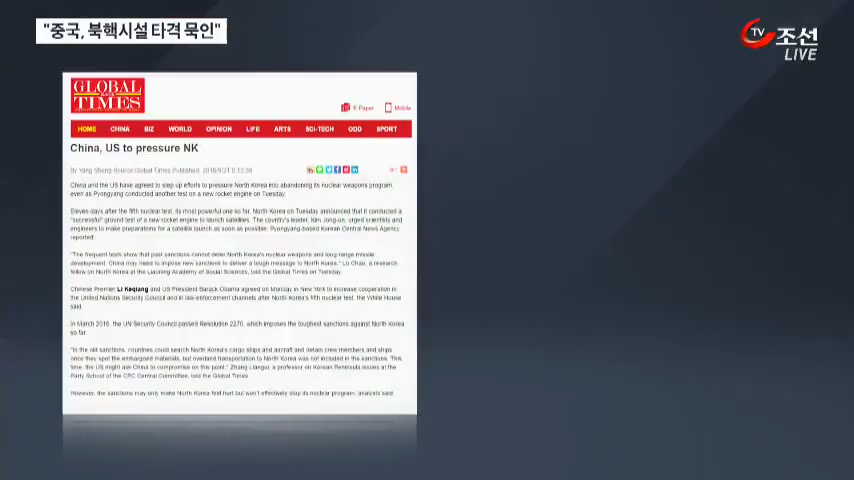 "중국, 북핵시설 타격 묵인"
TV조선
LIVE
GLOBAL
TIMES
E-Paper
Mobile
HOME CHINA BIZ WORLD OPINION LIFE ARTS SCI-TECH ODD SPORT
China, US to pressure NK
By Yang Sheng Source:Global Times Published: 2016/9/21 0:13:39
China and the US have agreed to step up efforts to pressure North Korea into abandoning its nuclear weapons program,
even as Pyongyang conducted another test on a new rocket engine on Tuesday.
Eleven days after the fifth nuclear test, its most powerful one so far, North Korea on Tuesday announced that it conducted a
"successful" ground test of a new rocket engine to launch satellites. The country's leader, Kim Jong-un, urged scientists and
engineers to make preparations for a satellite launch as soon as possible, Pyongyang-based Korean Central News Agency
reported.
"The frequent tests show that past sanctions cannot deter North Korea's nuclear weapons and long range missile
development. China may need to impose new sanctions to deliver a tough message to North Korea," Lü Chao, a research
fellow on North Korea at the Liaoning Academy of Social Sciences, told the Global Times on Tuesday.
Chinese Premier Li Keqiang and US President Barack Obama agreed on Monday in New York to increase cooperation in
the United Nations Security Council and in law-enforcement channels after North Korea's fifth nuclear test, the White House
said.
In March 2016, the UN Security Council passed Resolution 2270, which imposes the toughest sanctions against North Korea
so far.
"In the old sanctions, countries could search North Korea's cargo ships and aircraft and detain crew members and ships
once they spot the embargoed materials, but overland transportation to North Korea was not included in the sanctions. This
time, the US might ask China to compromise on this point," Zhang Liangui, a professor on Korean Peninsula issues at the
Party School of the CPC Central Committee, told the Global Times.
However, the sanctions may only make North Korea feel hurt but won't effectively stop its nuclear program, analysts said.